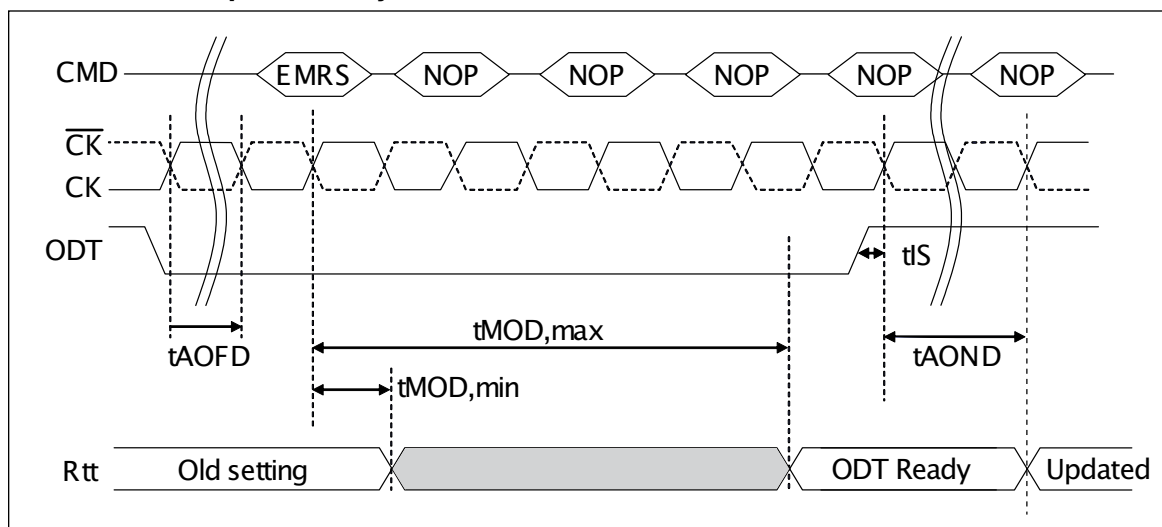 CMD EMRS NOP NOP NOP NOP NOP
CK
CK
ODT
tIS
tMOD,max
tAOFD
tAOND
tMOD,min
Rtt Old setting ODT Ready Updated